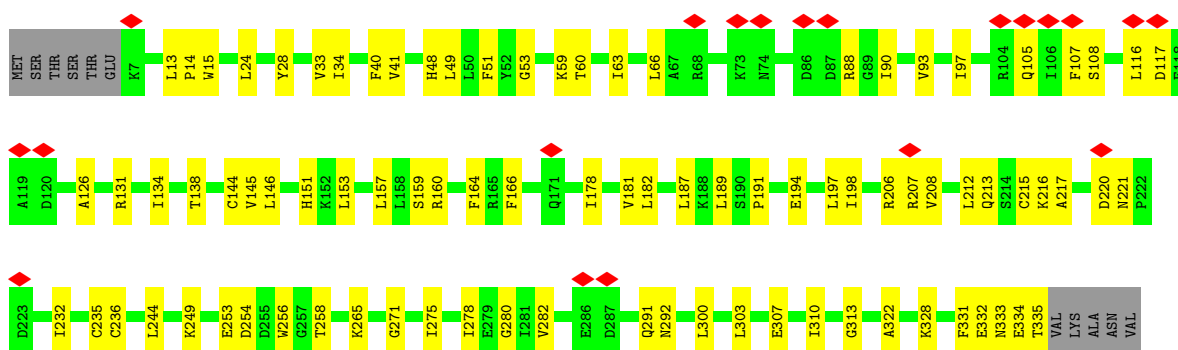 MET SER THR SER THR GLU K7 L13 P14 W15 L24 Y28 V33 I34 F40 V41 H48 L49 L50 F51 Y52 G53 K59 T60 I63 L66 A67 R68 K73 N74 D86 D87 R88 G89 I90 V93 I97 R104 Q105 I106 F107 S108 L116 D117 E118
A119 D120 A126 R131 I134 T138 C144 V145 L146 H151 K152 L153 L157 L158 S159 R160 F164 R165 F166 Q171 I178 V181 L182 L187 K188 L189 S190 P191 E194 L197 I198 R206 R207 V208 L212 Q213 S214 C215 K216 A217 D220 N221 P222
D223 I232 C235 C236 L244 K249 E253 D254 D255 W256 G257 T258 K265 G271 I275 I278 E279 G280 I281 V282 E286 D287 Q291 N292 L300 L303 E307 I310 G313 A322 K328 F331 E332 N333 E334 T335 VAL LYS ALA ASN VAL